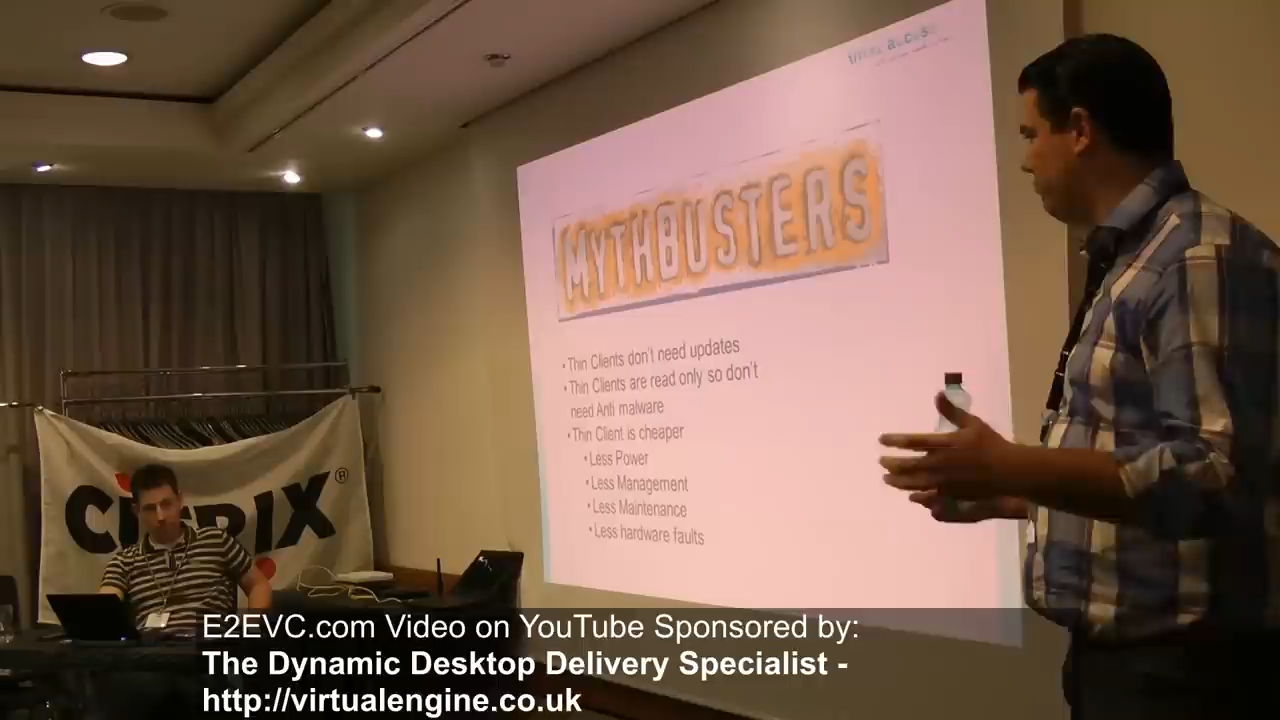 MYTHBUSTERS
• Thin Clients don't need updates
• Thin Clients are read only so don't
need Anti malware
• Thin Client is cheaper
• Less Power
• Less Management
• Less Maintenance
• Less hardware faults
CITRIX®
E2EVC.com Video on YouTube Sponsored by:
The Dynamic Desktop Delivery Specialist -
http://virtualengine.co.uk